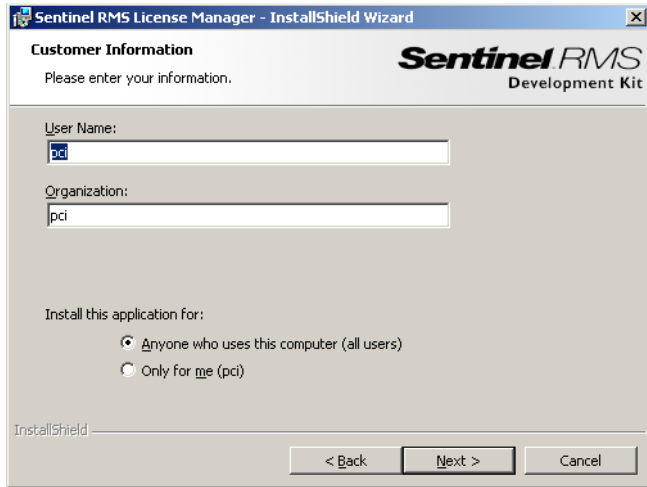 Sentinel RMS License Manager - InstallShield Wizard
Customer Information
Please enter your information.
Sentinel RMS
Development Kit
User Name:
pci
Organization:
pci
Install this application for:
Anyone who uses this computer (all users)
Only for me (pci)
InstallShield
< Back
Next >
Cancel